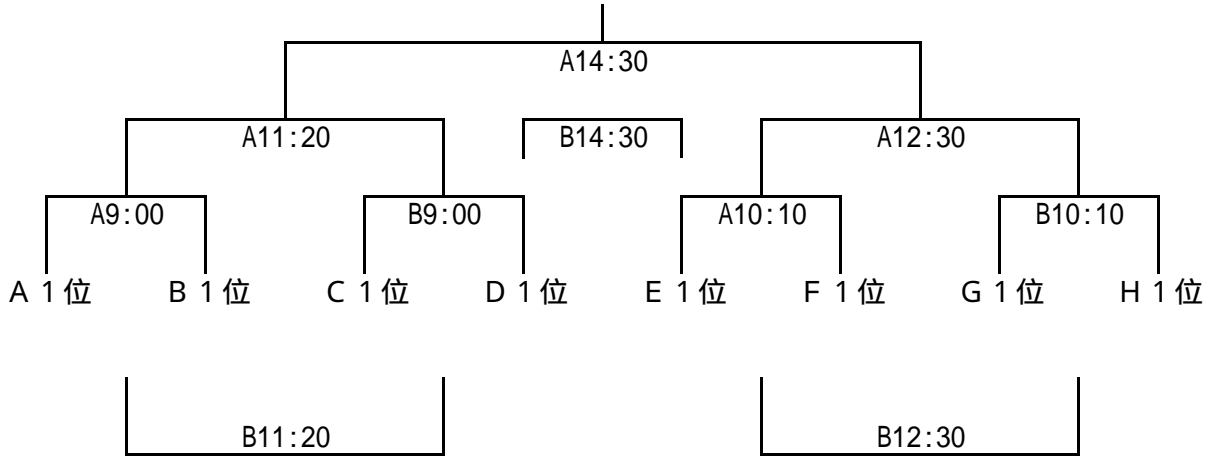 A14:30
A11:20 B14:30 A12:30
A9:00 B9:00 A10:10 B10:10
A 1 位 B 1 位 C 1 位 D 1 位 E 1 位 F 1 位 G 1 位 H 1 位
B11:20 B12:30